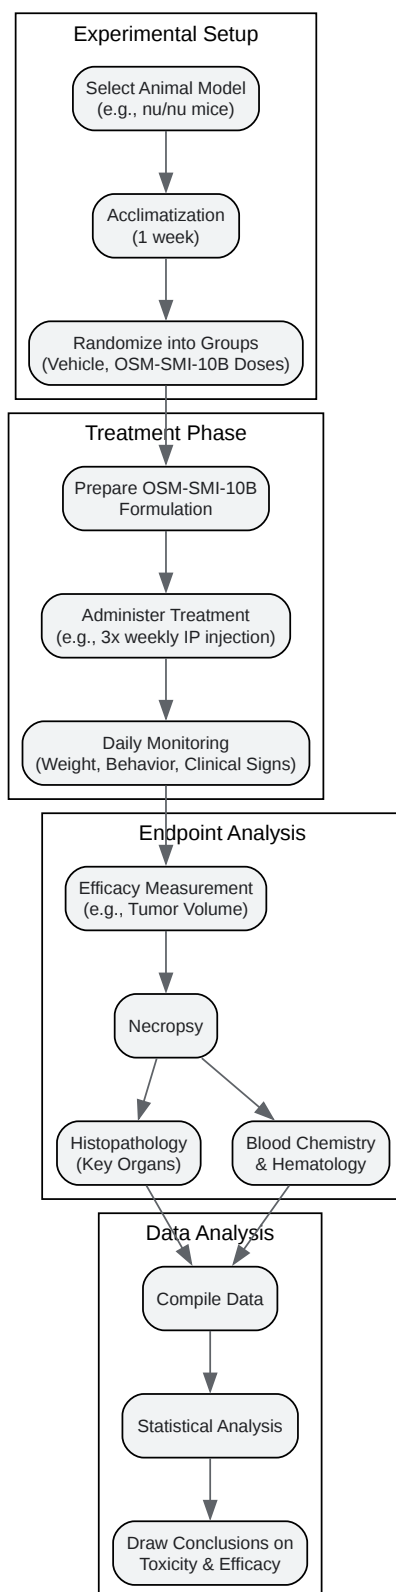 Experimental Setup
Select Animal Model
(e.g., nu/nu mice)
Acclimatization
(1 week)
Randomize into Groups
(Vehicle, OSM-SMI-10B Doses)
Treatment Phase
Prepare OSM-SMI-10B
Formulation
Administer Treatment
(e.g., 3x weekly IP injection)
Daily Monitoring
(Weight, Behavior, Clinical Signs)
Endpoint Analysis
Efficacy Measurement
(e.g., Tumor Volume)
Necropsy
Histopathology
(Key Organs)
Blood Chemistry
& Hematology
Data Analysis
Compile Data
Statistical Analysis
Draw Conclusions on
Toxicity & Efficacy